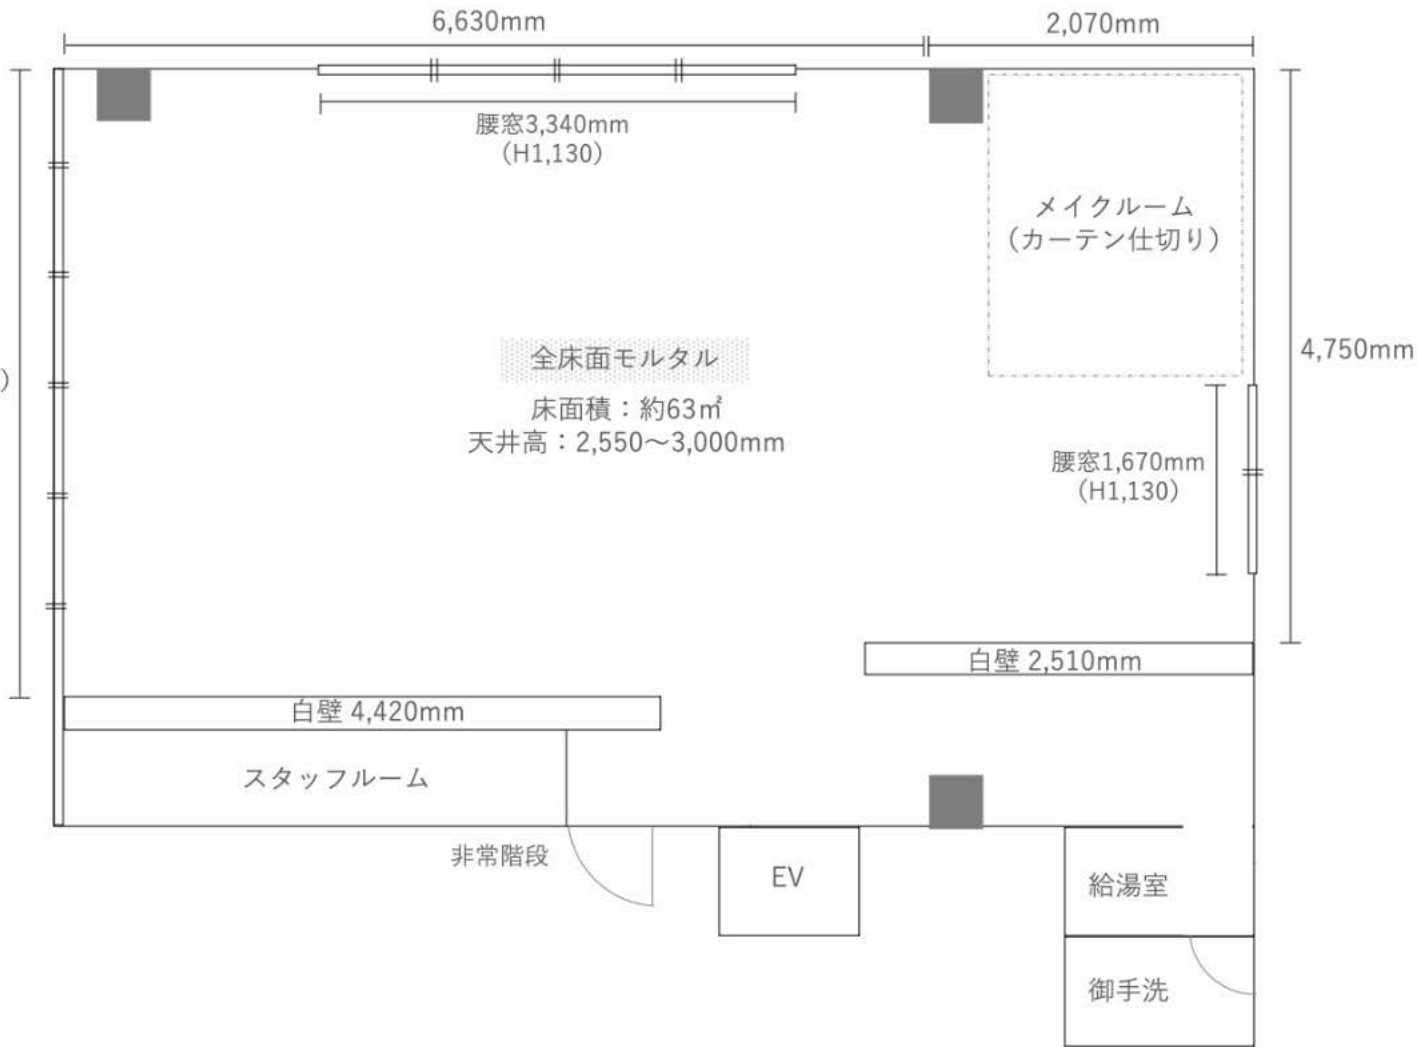 6,630mm
2,070mm
腰窓3,340mm
（H1,130）
メイクルーム
（カーテン仕切り）
全床面モルタル
床面積：約63㎡
天井高：2,550〜3,000mm
4,750mm
）
腰窓1,670mm
（H1,130）
白壁 2,510mm
白壁 4,420mm
スタッフルーム
非常階段
EV
給湯室
御手洗